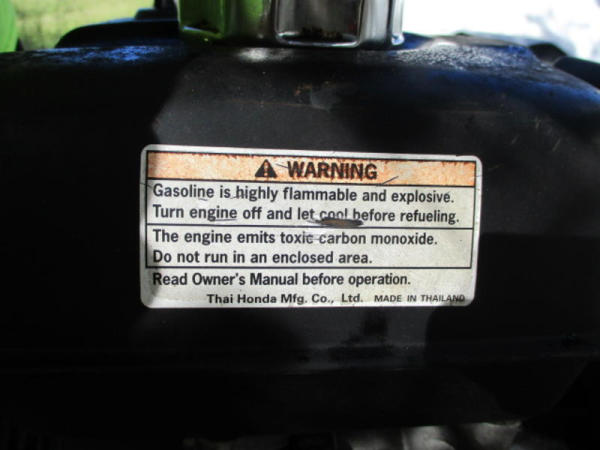 WARNING
Gasoline is highly flammable and explosive.
Turn engine off and let cool before refueling.
The engine emits toxic carbon monoxide.
Do not run in an enclosed area.
Read Owner's Manual before operation.
Thai Honda Mfg. Co., Ltd. MADE IN THAILAND